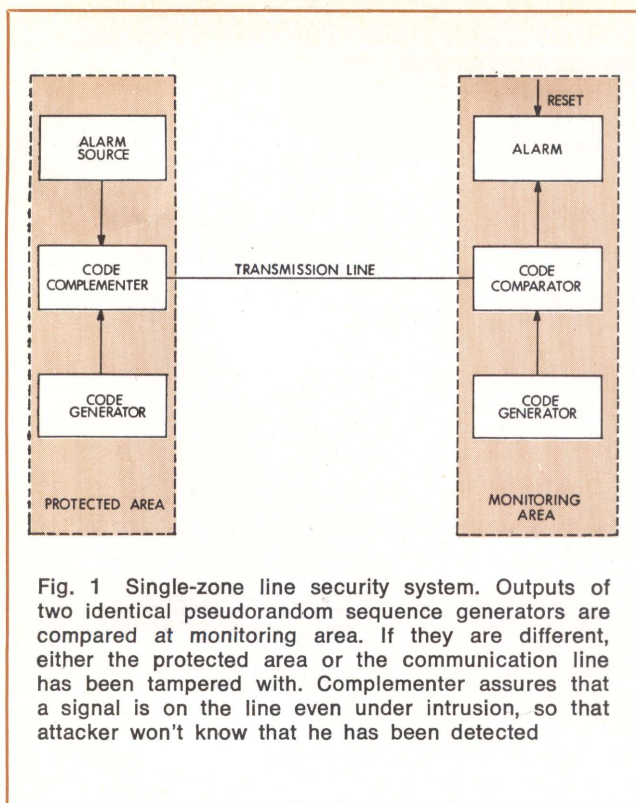 RESET
ALARM
SOURCE
ALARM
CODE
COMPLEMENTER
TRANSMISSION LINE
CODE
COMPARATOR
CODE
GENERATOR
CODE
GENERATOR
PROTECTED AREA
MONITORING
AREA
Fig. 1 Single-zone line security system. Outputs of
two identical pseudorandom sequence generators are
compared at monitoring area. If they are different,
either the protected area or the communication line
has been tampered with. Complementer assures that
a signal is on the line even under intrusion, so that
attacker won't know that he has been detected